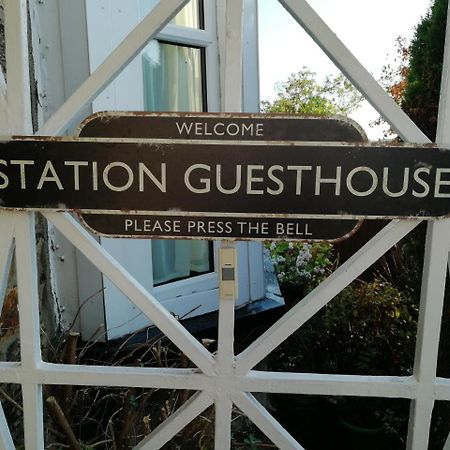 WELCOME
STATION GUESTHOUSE
PLEASE PRESS THE BELL